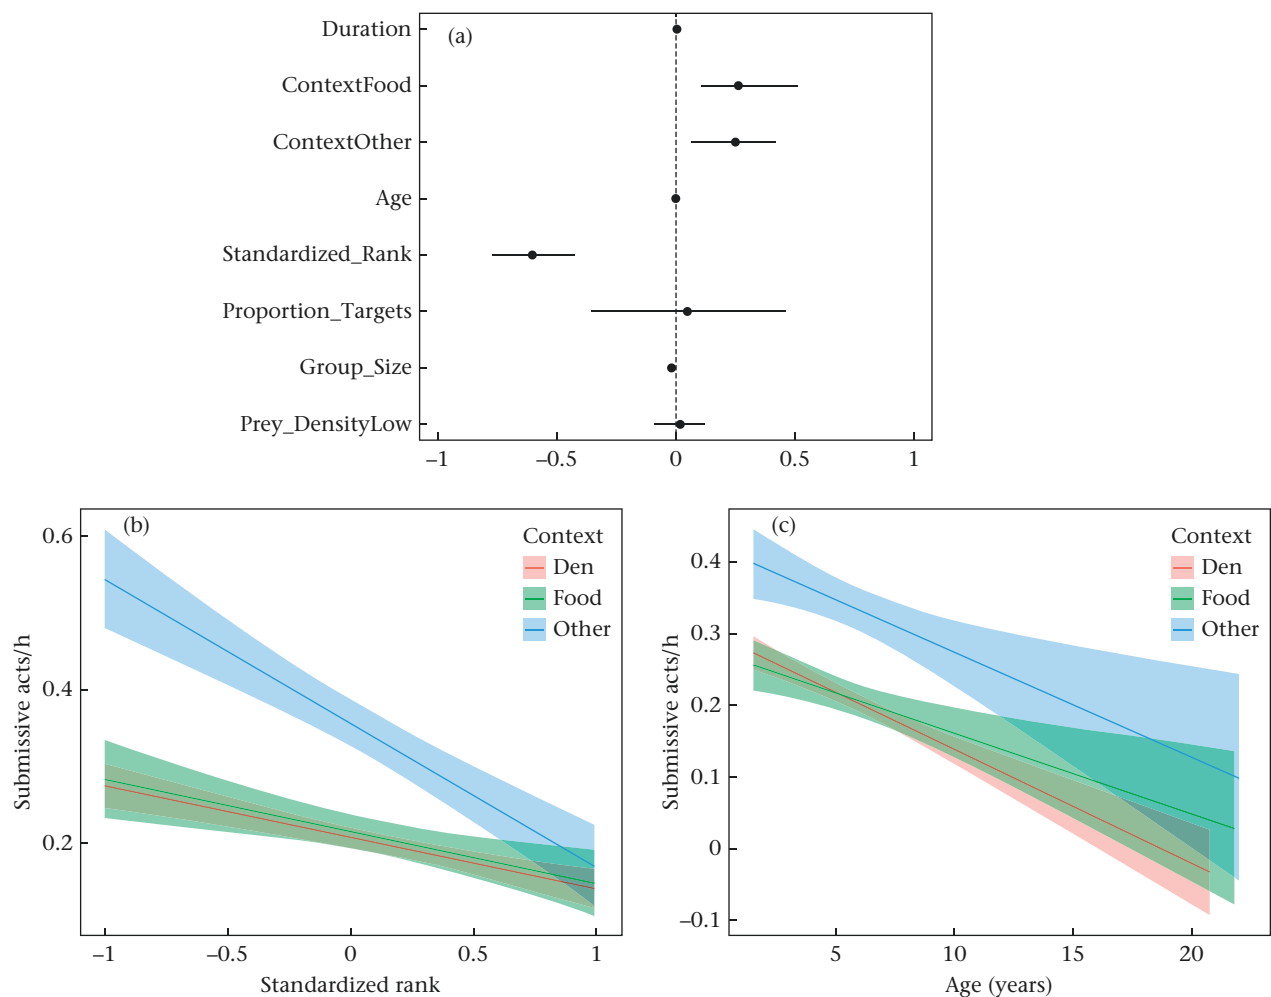 (a)
Duration
ContextFood
ContextOther
Age
Standardized_Rank
Proportion_Targets
Group_Size
Prey_DensityLow
–1 –0.5 0 0.5 1
(b)
Context
Den
Food
Other
0.6
0.4
0.2
Submissive acts/h
–1 –0.5 0 0.5 1
Standardized rank
(c)
Context
Den
Food
Other
0.4
0.3
0.2
0.1
0
–0.1
Submissive acts/h
5 10 15 20
Age (years)